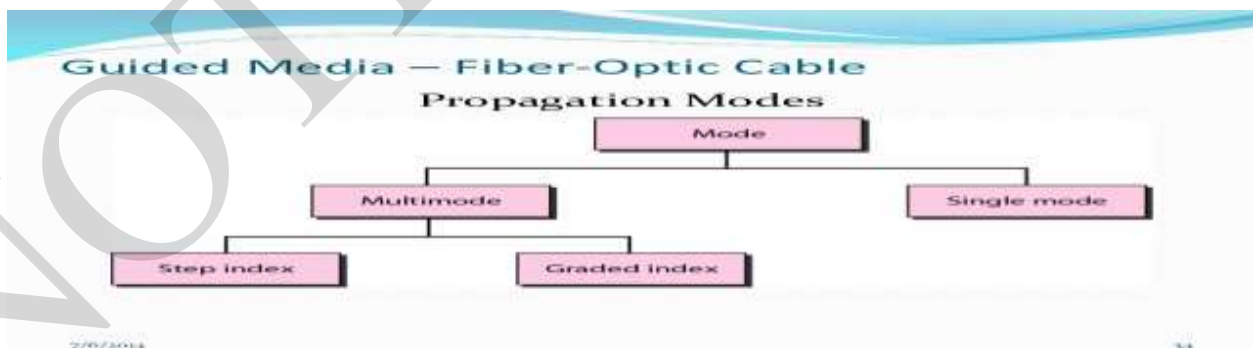 Guided Media – Fiber-Optic Cable
Propagation Modes
Mode
Multimode
Single mode
Step index
Graded index